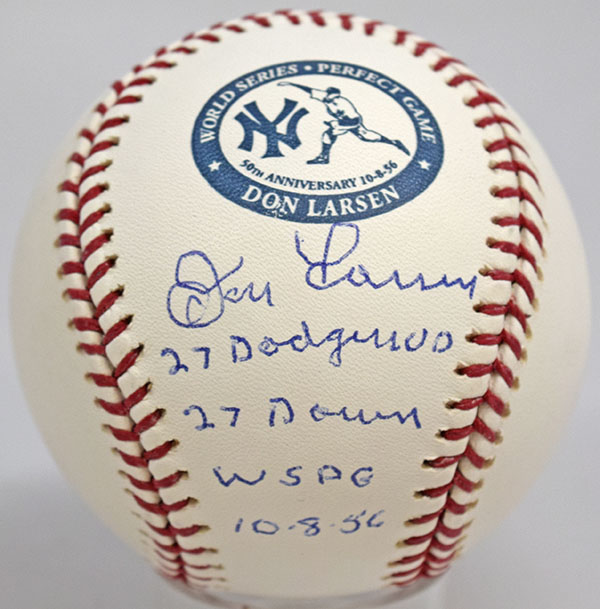 WORLD SERIES • PERFECT GAME
NY
50TH ANNIVERSARY 10-8-56
DON LARSEN
Don Larsen
27 Dodgers UP
27 Down
WSPG
10-8-56